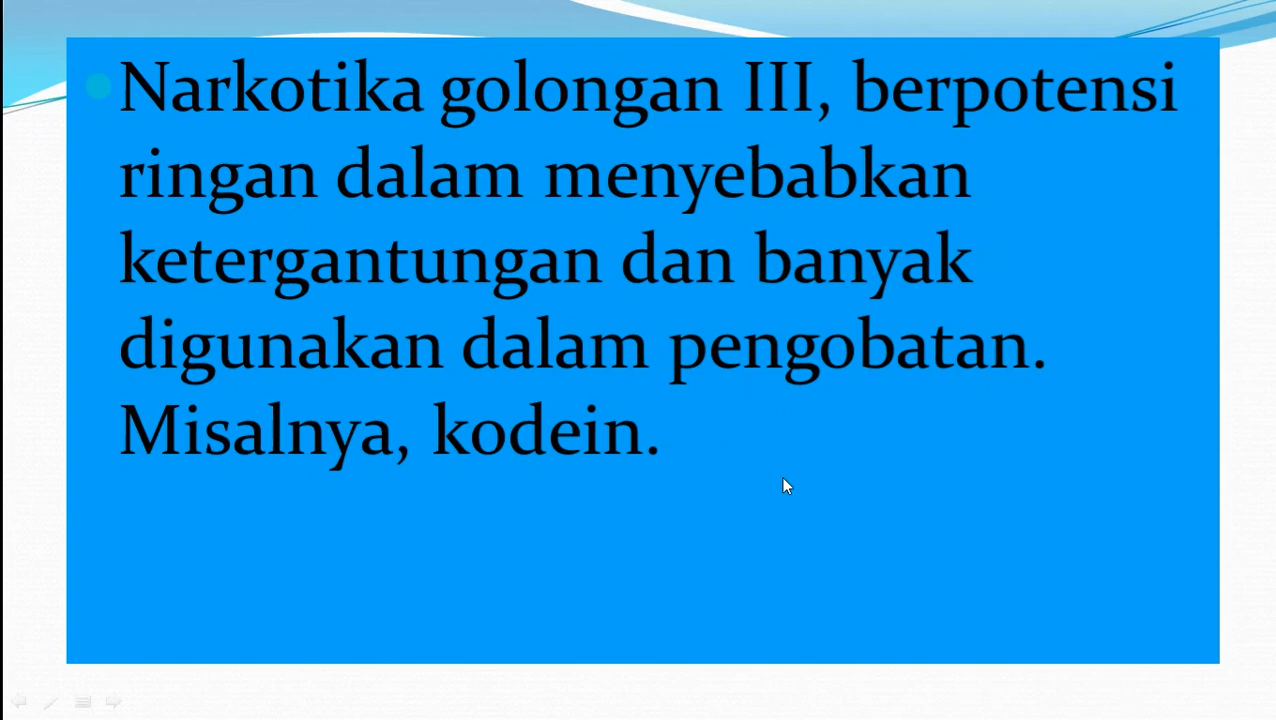 Narkotika golongan III, berpotensi
ringan dalam menyebabkan
ketergantungan dan banyak
digunakan dalam pengobatan.
Misalnya, kodein.